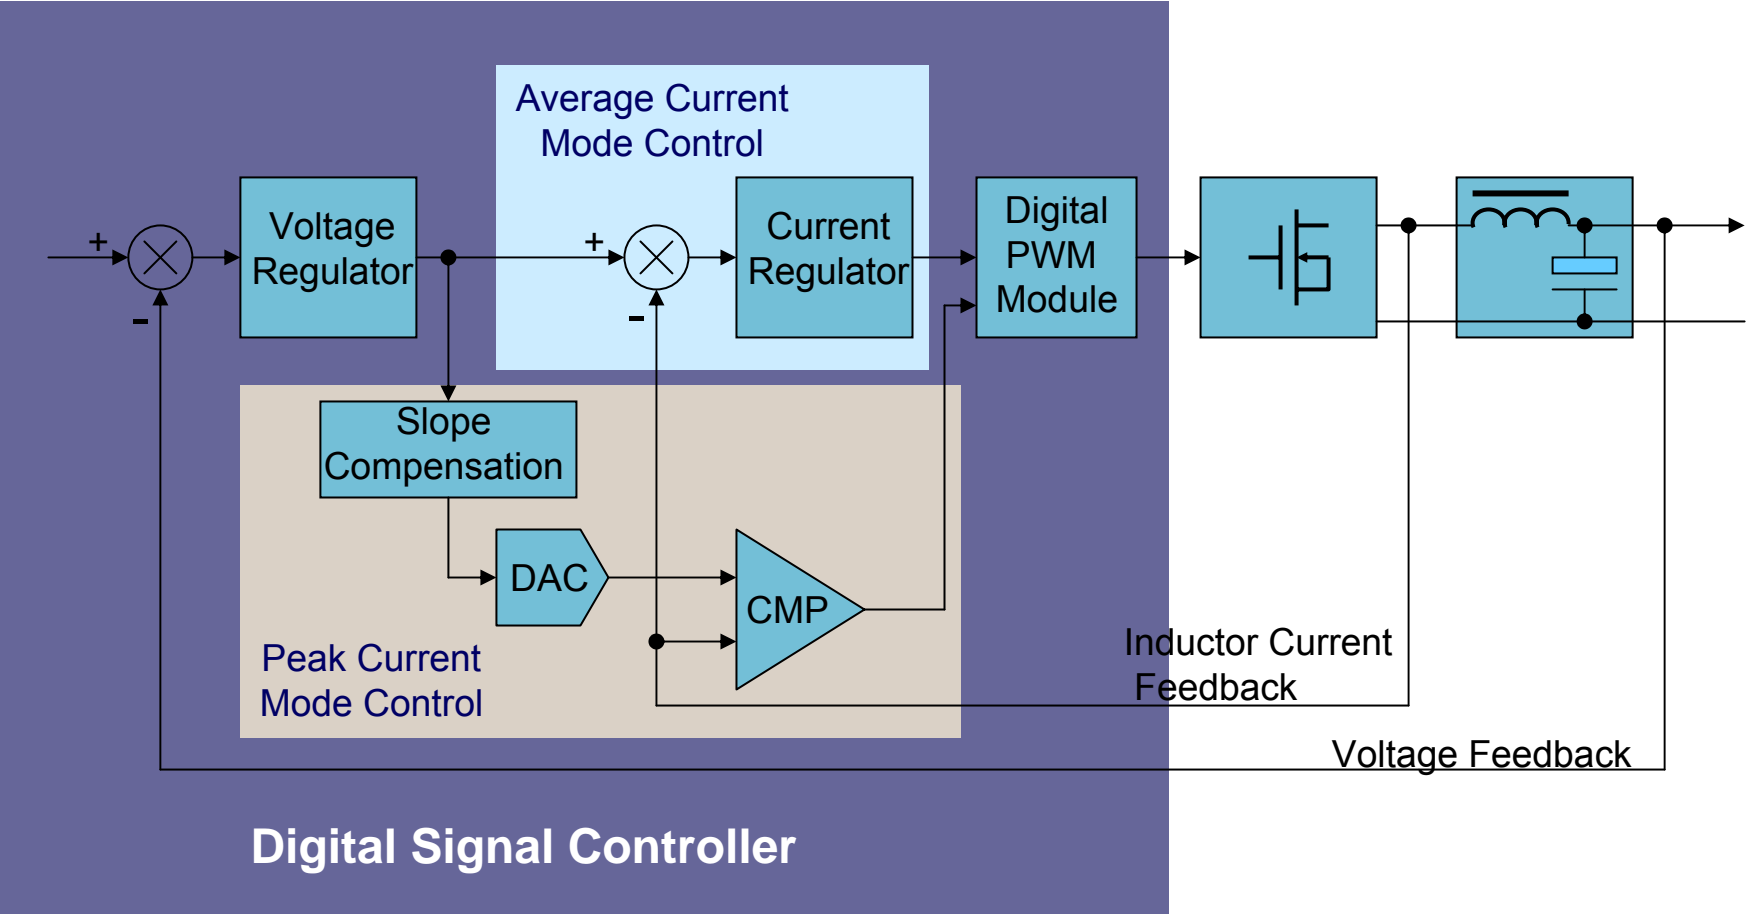 Average Current
Mode Control
+
Voltage
Regulator
-
+
Current
Regulator
-
Digital
PWM
Module
Slope
Compensation
DAC
CMP
Peak Current
Mode Control
Inductor Current
Feedback
Voltage Feedback
Digital Signal Controller